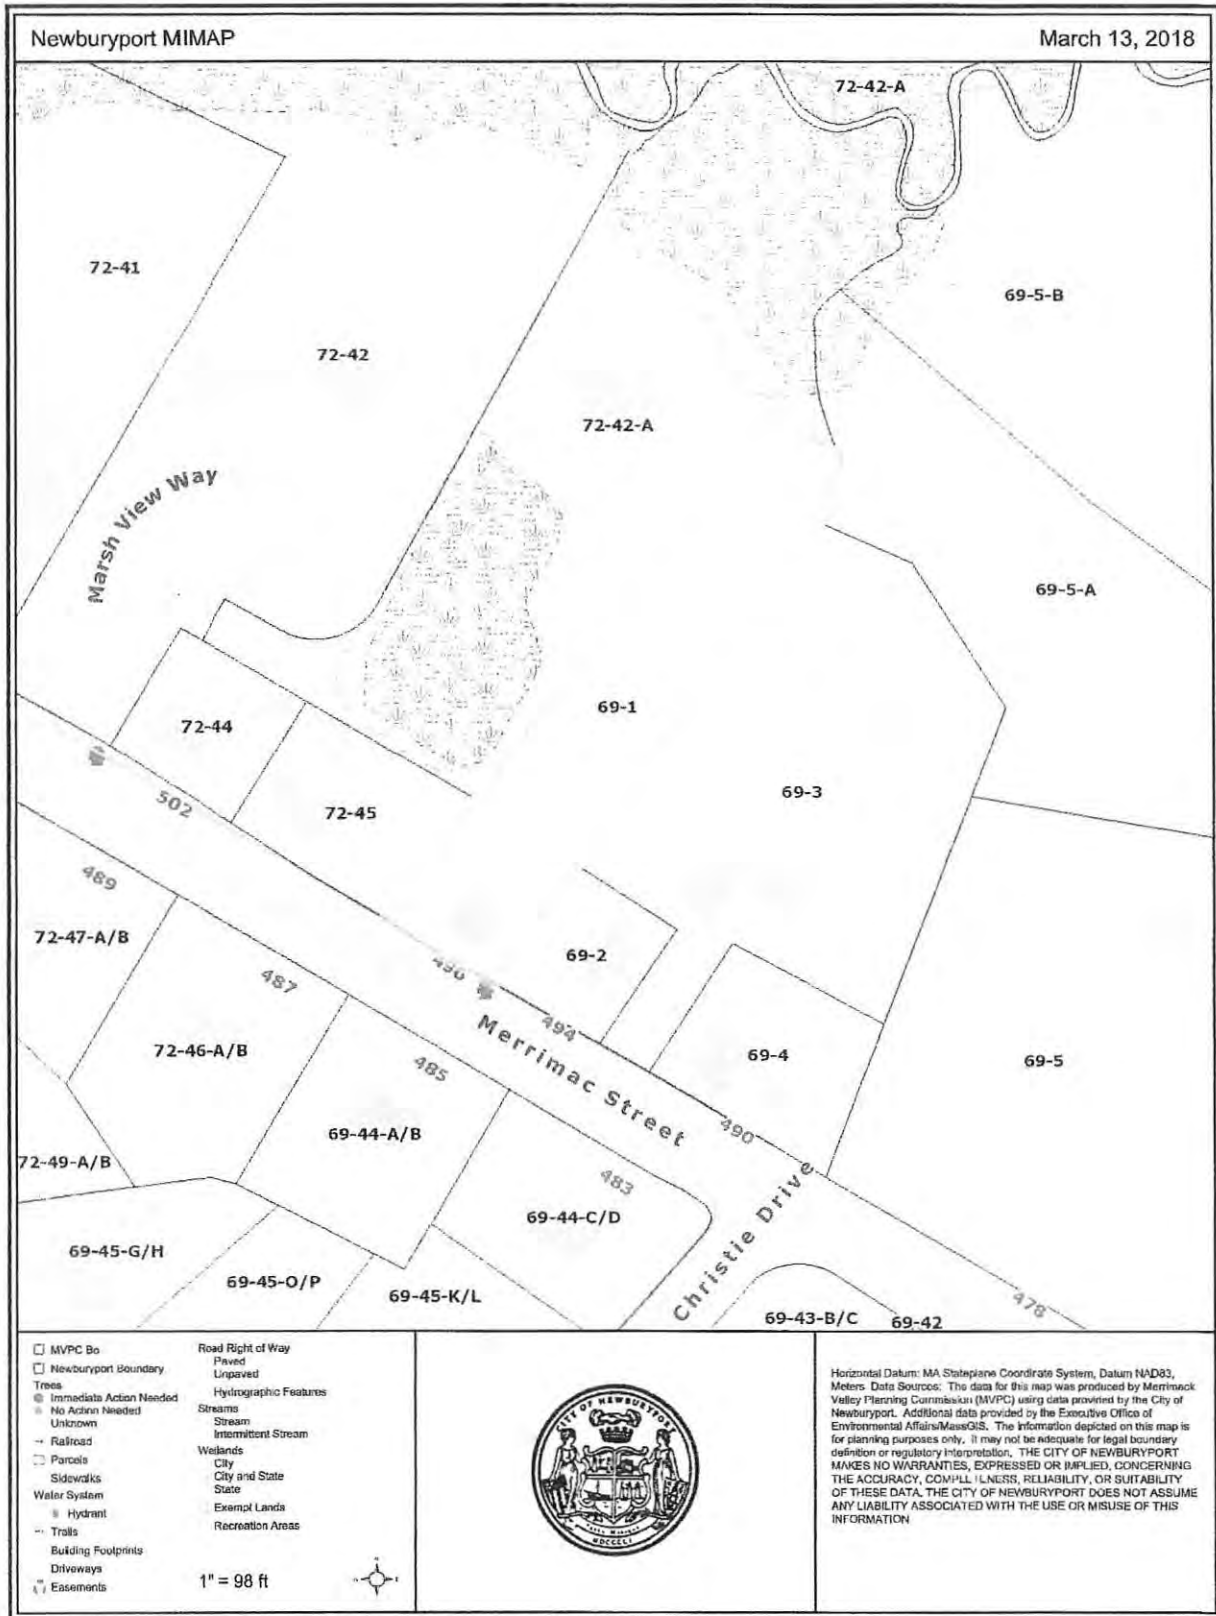 Newburyport MIMAP
March 13, 2018
72-42-A
72-41
69-5-B
72-42
72-42-A
Marsh View Way
69-5-A
69-1
72-44
69-3
502
72-45
489
72-47-A/B
69-2
487
496
494
Merrimac Street
72-46-A/B
69-4
69-5
485
490
69-44-A/B
72-49-A/B
483
69-44-C/D
Christie Drive
69-45-G/H
69-45-O/P
69-45-K/L
478
69-43-B/C
69-42
MVPC Bo
Newburyport Boundary
Trees
Immediate Action Needed
No Action Needed
Unknown
Railroad
Parcels
Sidewalks
Water System
Hydrant
Trails
Building Footprints
Driveways
Easements
Road Right of Way
Paved
Unpaved
Hydrographic Features
Streams
Stream
Intermittent Stream
Wetlands
City
City and State
State
Exempt Lands
Recreation Areas
1" = 98 ft
CITY OF NEWBURYPORT
MDCCCLI
Horizontal Datum: MA Stateplane Coordinate System, Datum NAD83,
Meters Data Sources: The data for this map was produced by Merrimack
Valley Planning Commission (MVPC) using data provided by the City of
Newburyport. Additional data provided by the Executive Office of
Environmental Affairs/MassGIS. The information depicted on this map is
for planning purposes only. It may not be adequate for legal boundary
definition or regulatory interpretation. THE CITY OF NEWBURYPORT
MAKES NO WARRANTIES, EXPRESSED OR IMPLIED, CONCERNING
THE ACCURACY, COMPLETENESS, RELIABILITY, OR SUITABILITY
OF THESE DATA. THE CITY OF NEWBURYPORT DOES NOT ASSUME
ANY LIABILITY ASSOCIATED WITH THE USE OR MISUSE OF THIS
INFORMATION